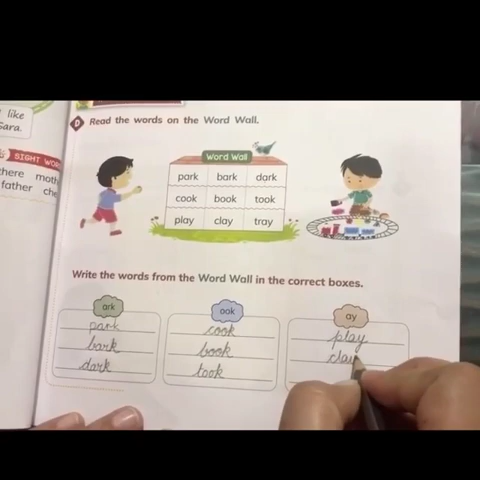 like
Sara.
SIGHT WOR
there moth
father che
D Read the words on the Word Wall.
Word Wall
park bark dark
cook book took
play clay tray
Write the words from the Word Wall in the correct boxes.
ark ook ay
park cook play
bark book clay
dark took